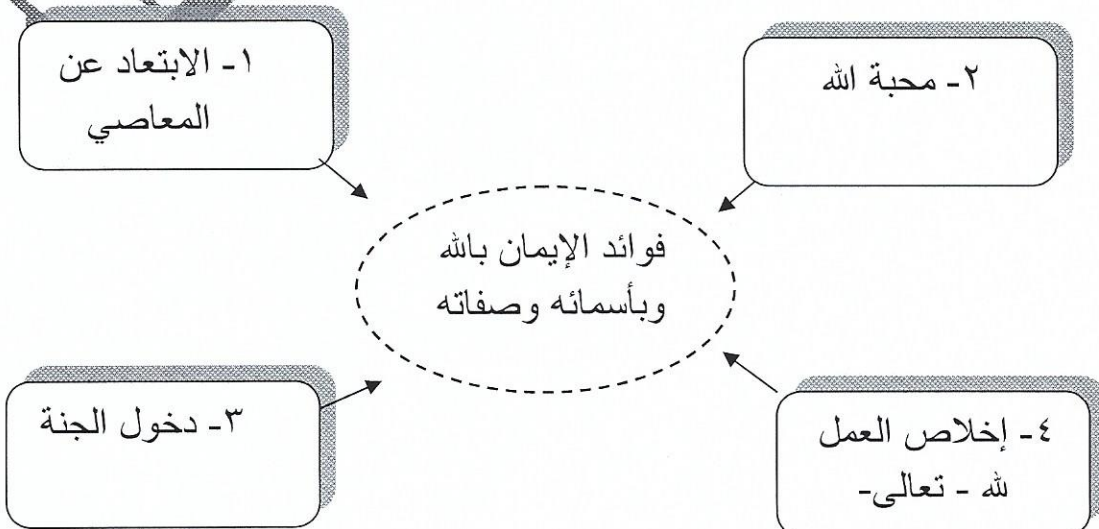 ١- الابتعاد عن
المعاصي
٢- محبة الله
فوائد الإيمان بالله
وبأسمائه وصفاته
٣- دخول الجنة
٤- إخلاص العمل
لله - تعالى-